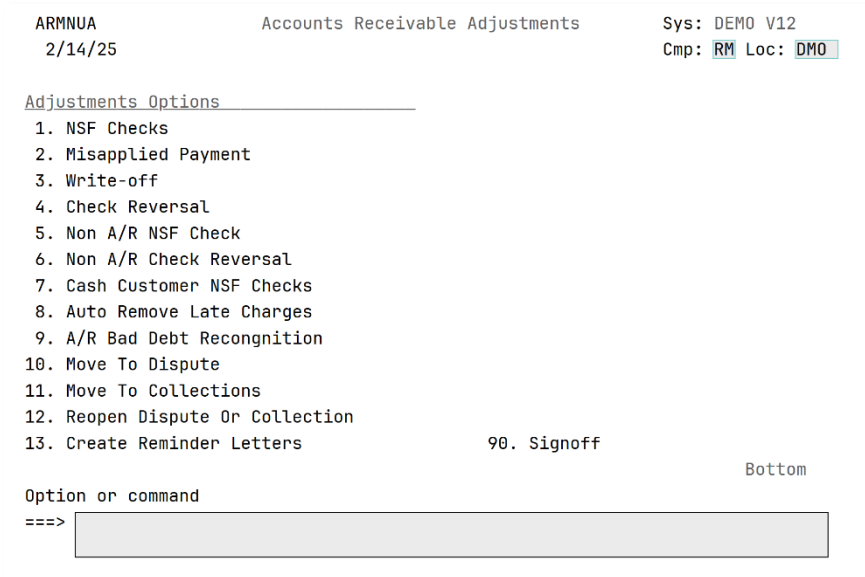 ARMNUA Accounts Receivable Adjustments Sys: DEMO V12
2/14/25 Cmp: RM Loc: DMO
Adjustments Options
1. NSF Checks
2. Misapplied Payment
3. Write-off
4. Check Reversal
5. Non A/R NSF Check
6. Non A/R Check Reversal
7. Cash Customer NSF Checks
8. Auto Remove Late Charges
9. A/R Bad Debt Recongnition
10. Move To Dispute
11. Move To Collections
12. Reopen Dispute Or Collection
13. Create Reminder Letters 90. Signoff
Bottom
Option or command
===>